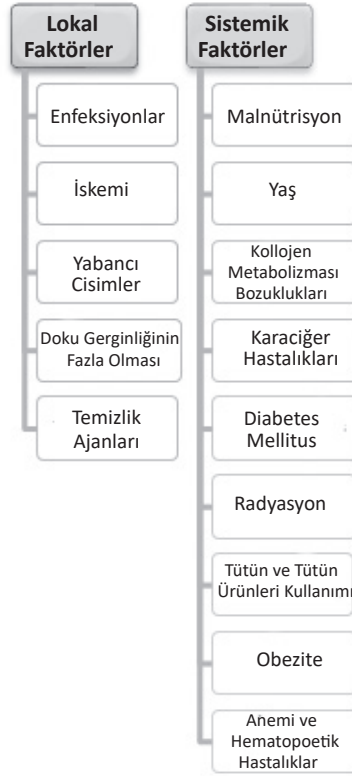 Lokal
Faktörler
Enfeksiyonlar
İskemi
Yabancı
Cisimler
Doku Gerginliğinin
Fazla Olması
Temizlik
Ajanları
Sistemik
Faktörler
Malnütrisyon
Yaş
Kollojen
Metabolizması
Bozuklukları
Karaciğer
Hastalıkları
Diabetes
Mellitus
Radyasyon
Tütün ve Tütün
Ürünleri Kullanımı
Obezite
Anemi ve
Hematopoetik
Hastalıklar